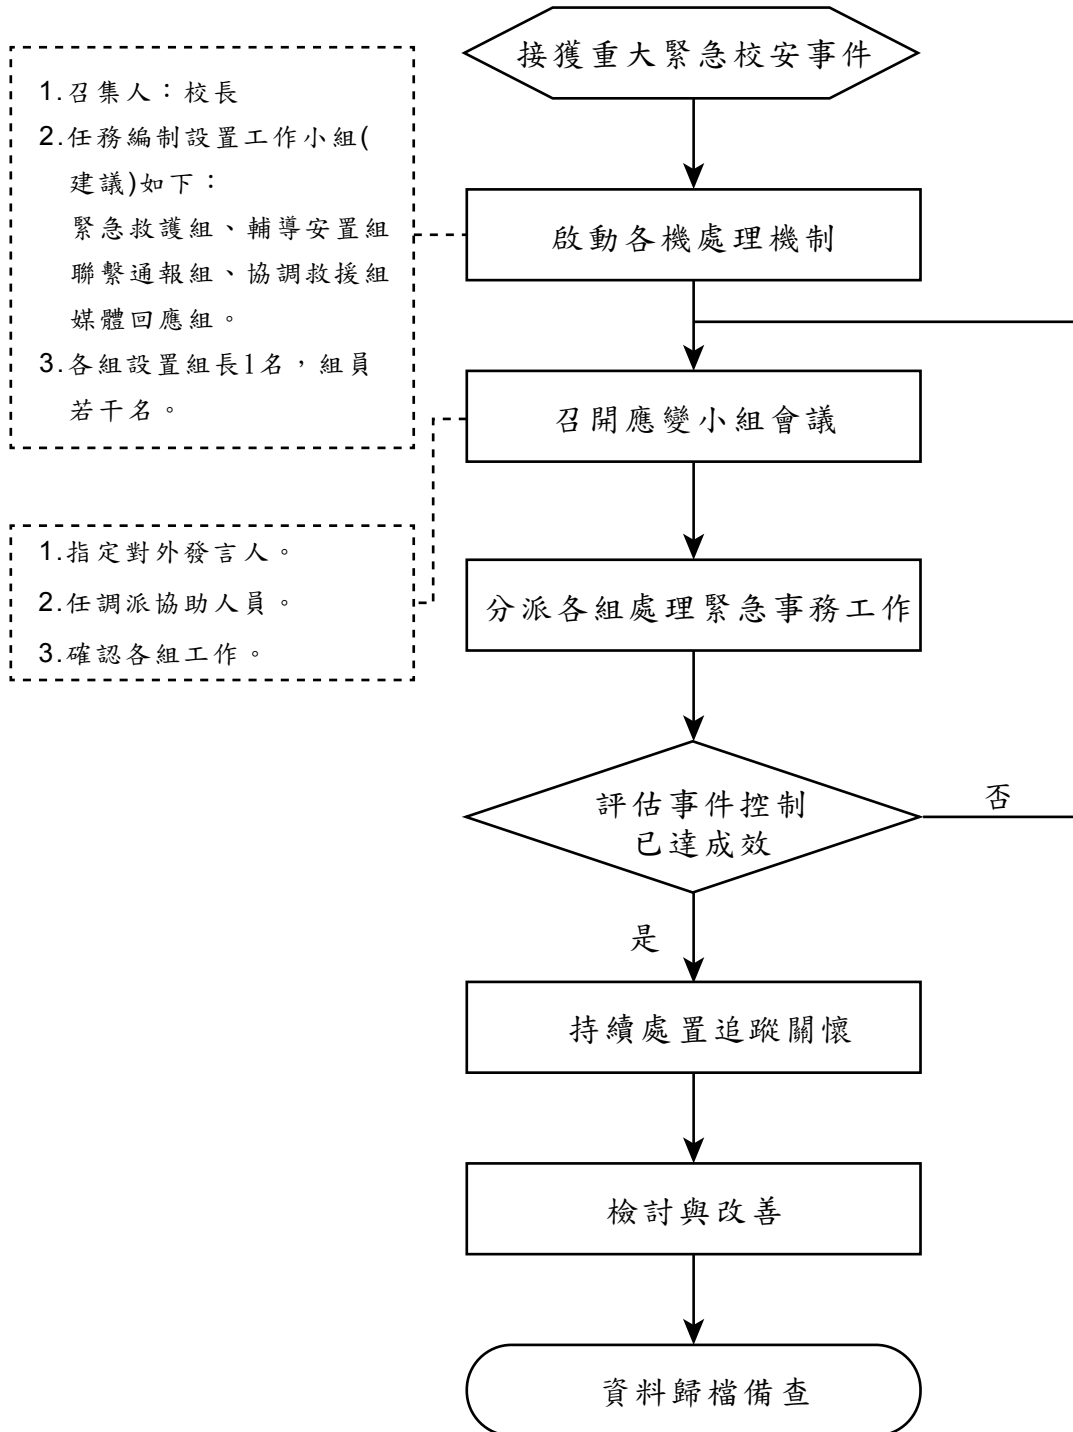 接獲重大緊急校安事件
1.召集人：校長
2.任務編制設置工作小組(
建議)如下：
緊急救護組、輔導安置組
聯繫通報組、協調救援組
媒體回應組。
3.各組設置組長1名，組員
若干名。
啟動各機處理機制
召開應變小組會議
1.指定對外發言人。
2.任調派協助人員。
3.確認各組工作。
分派各組處理緊急事務工作
評估事件控制
已達成效
否
是
持續處置追蹤關懷
檢討與改善
資料歸檔備查